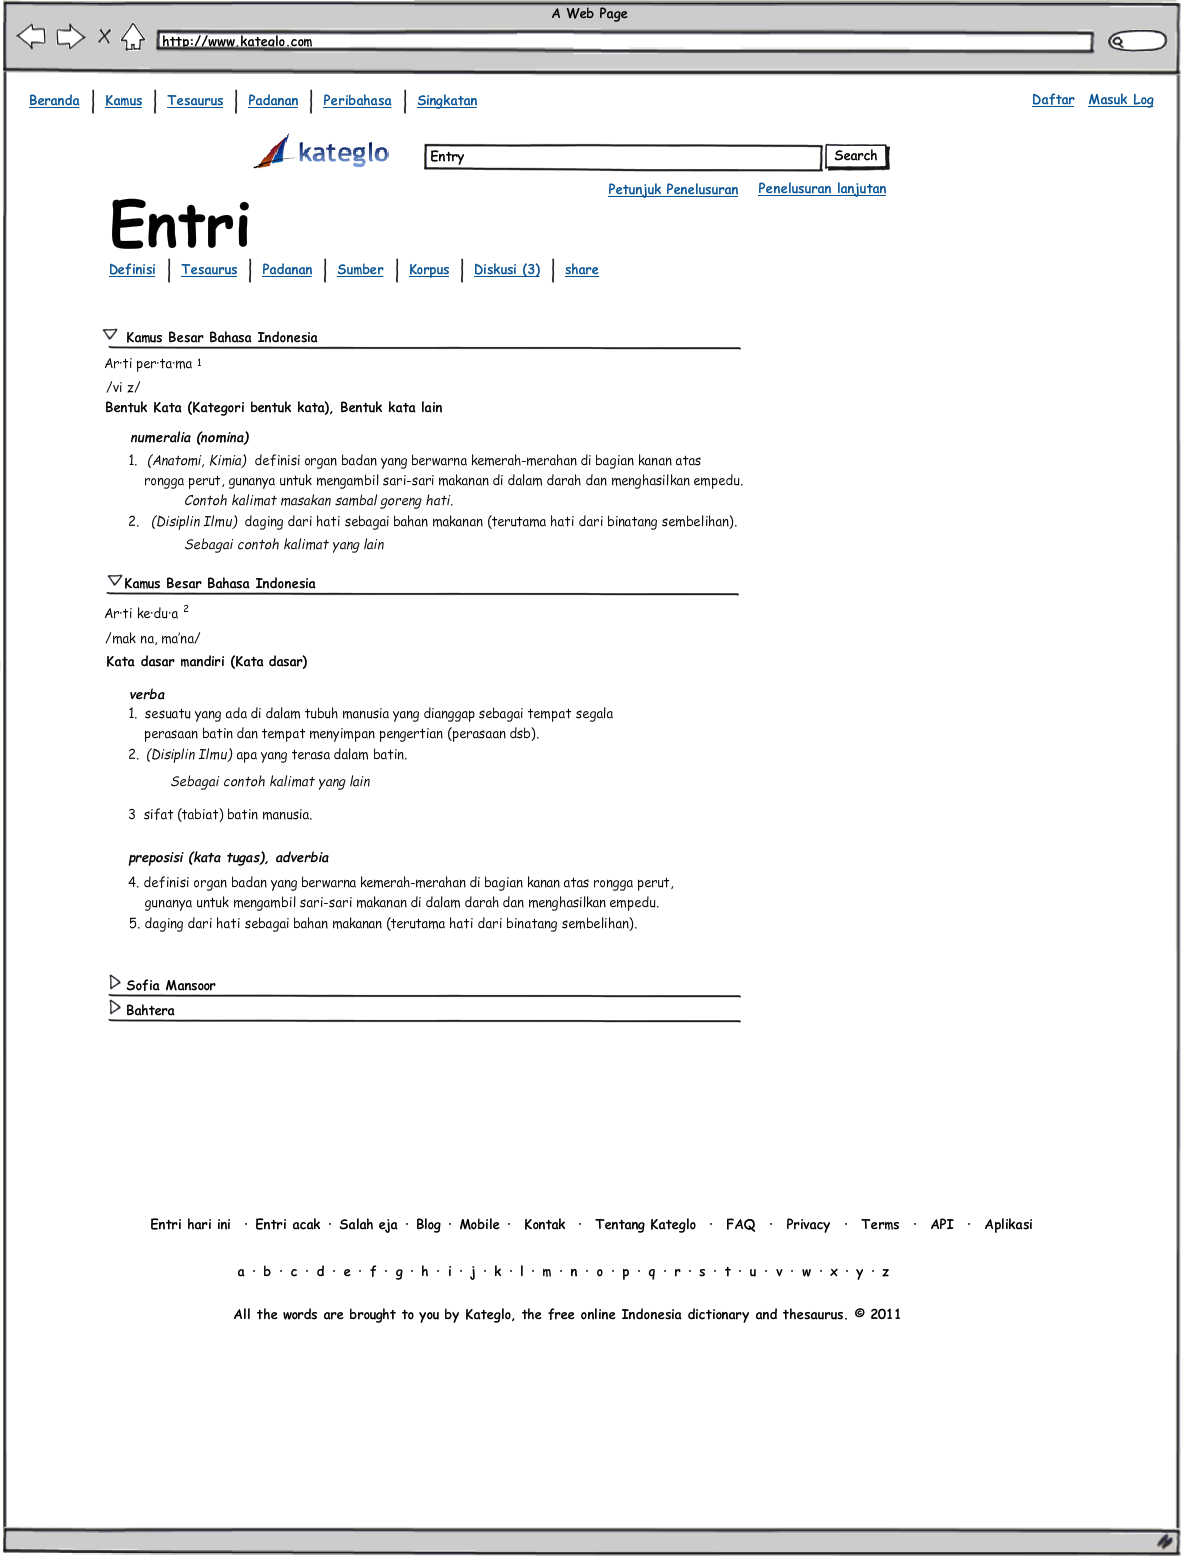 A Web Page
http://www.kateglo.com
Beranda Kamus Tesaurus Padanan Peribahasa Singkatan Daftar Masuk Log
kateglo Entry Search
Petunjuk Penelusuran Penelusuran lanjutan
Entri
Definisi Tesaurus Padanan Sumber Korpus Diskusi (3) share
Kamus Besar Bahasa Indonesia
Ar·ti per·ta·ma 1
/vi z/
Bentuk Kata (Kategori bentuk kata), Bentuk kata lain
numeralia (nomina)
1. (Anatomi, Kimia) definisi organ badan yang berwarna kemerah-merahan di bagian kanan atas
rongga perut, gunanya untuk mengambil sari-sari makanan di dalam darah dan menghasilkan empedu.
Contoh kalimat masakan sambal goreng hati.
2. (Disiplin Ilmu) daging dari hati sebagai bahan makanan (terutama hati dari binatang sembelihan).
Sebagai contoh kalimat yang lain
Kamus Besar Bahasa Indonesia
Ar·ti ke·du·a 2
/mak na, ma'na/
Kata dasar mandiri (Kata dasar)
verba
1. sesuatu yang ada di dalam tubuh manusia yang dianggap sebagai tempat segala
perasaan batin dan tempat menyimpan pengertian (perasaan dsb).
2. (Disiplin Ilmu) apa yang terasa dalam batin.
Sebagai contoh kalimat yang lain
3 sifat (tabiat) batin manusia.
preposisi (kata tugas), adverbia
4. definisi organ badan yang berwarna kemerah-merahan di bagian kanan atas rongga perut,
gunanya untuk mengambil sari-sari makanan di dalam darah dan menghasilkan empedu.
5. daging dari hati sebagai bahan makanan (terutama hati dari binatang sembelihan).
Sofia Mansoor
Bahtera
Entri hari ini · Entri acak · Salah eja · Blog · Mobile · Kontak · Tentang Kateglo · FAQ · Privacy · Terms · API · Aplikasi
a · b · c · d · e · f · g · h · i · j · k · l · m · n · o · p · q · r · s · t · u · v · w · x · y · z
All the words are brought to you by Kateglo, the free online Indonesia dictionary and thesaurus. © 2011